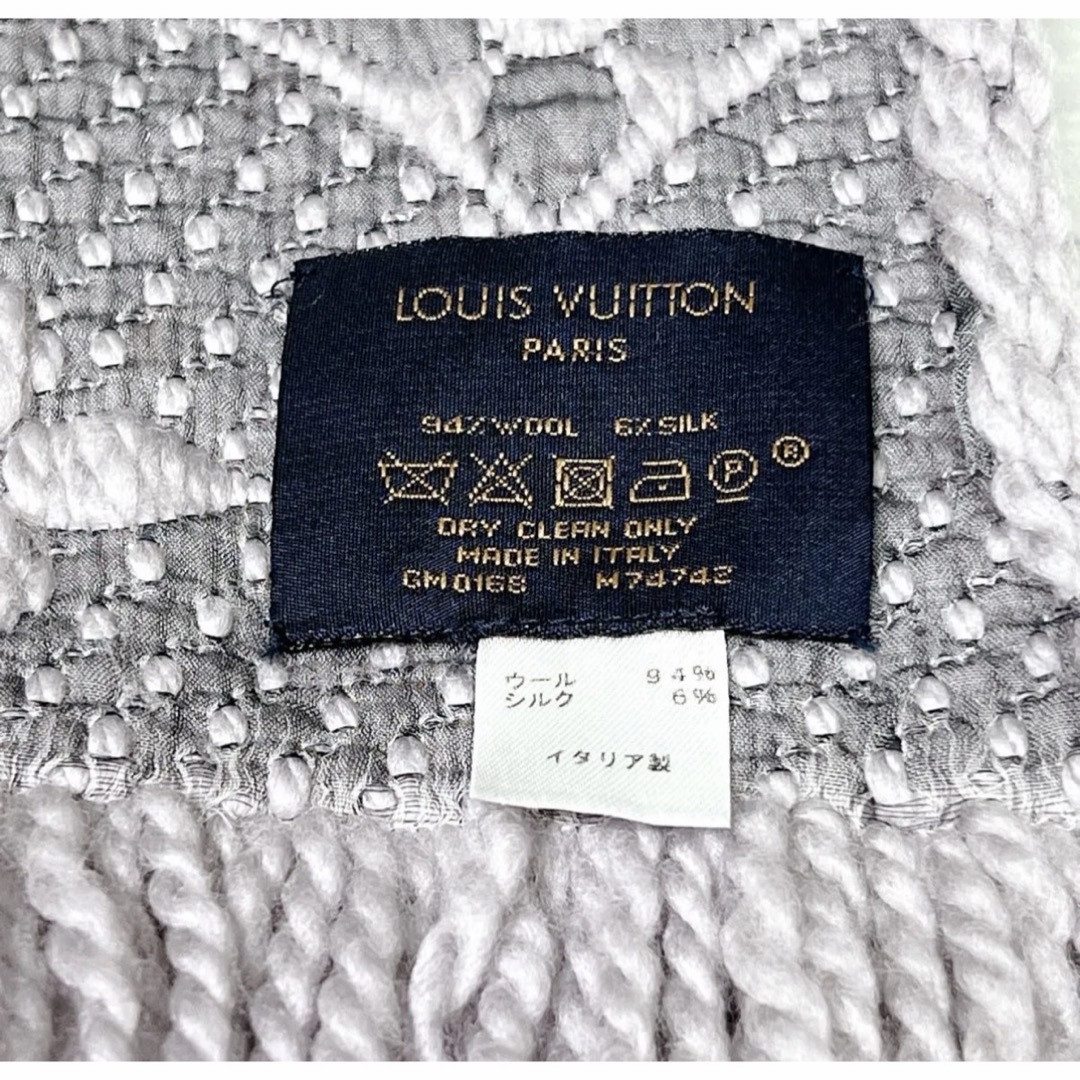 LOUIS VUITTON
PARIS
94% WOOL 6% SILK
P ®
DRY CLEAN ONLY
MADE IN ITALY
GM0168 M74742
ウール 94%
シルク 6%
イタリア製